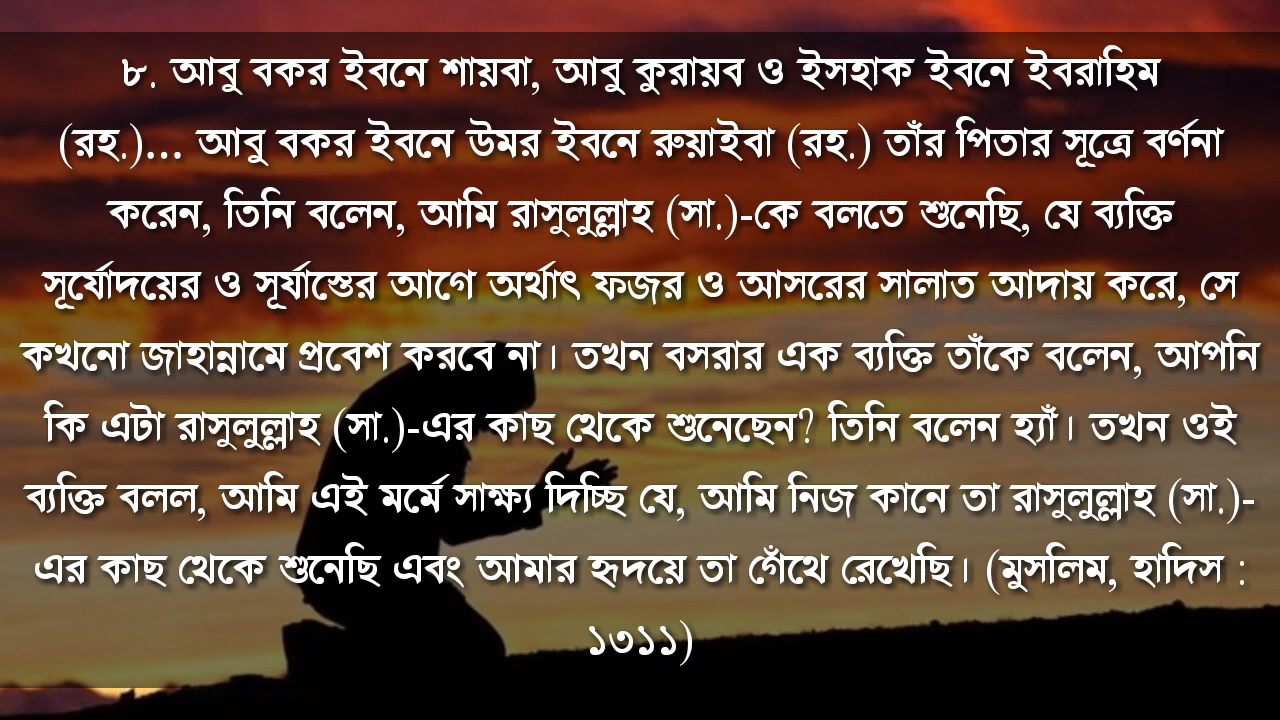 ৮. আবু বকর ইবনে শায়বা, আবু কুরায়ব ও ইসহাক ইবনে ইবরাহিম
(রহ.)... আবু বকর ইবনে উমর ইবনে রুয়াইবা (রহ.) তাঁর পিতার সূত্রে বর্ণনা
করেন, তিনি বলেন, আমি রাসুলুল্লাহ (সা.)-কে বলতে শুনেছি, যে ব্যক্তি
সূর্যোদয়ের ও সূর্যাস্তের আগে অর্থাৎ ফজর ও আসরের সালাত আদায় করে, সে
কখনো জাহান্নামে প্রবেশ করবে না। তখন বসরার এক ব্যক্তি তাঁকে বলেন, আপনি
কি এটা রাসুলুল্লাহ (সা.)-এর কাছ থেকে শুনেছেন? তিনি বলেন হ্যাঁ। তখন ওই
ব্যক্তি বলল, আমি এই মর্মে সাক্ষ্য দিচ্ছি যে, আমি নিজ কানে তা রাসুলুল্লাহ (সা.)-
এর কাছ থেকে শুনেছি এবং আমার হৃদয়ে তা গেঁথে রেখেছি। (মুসলিম, হাদিস :
১৩১১)